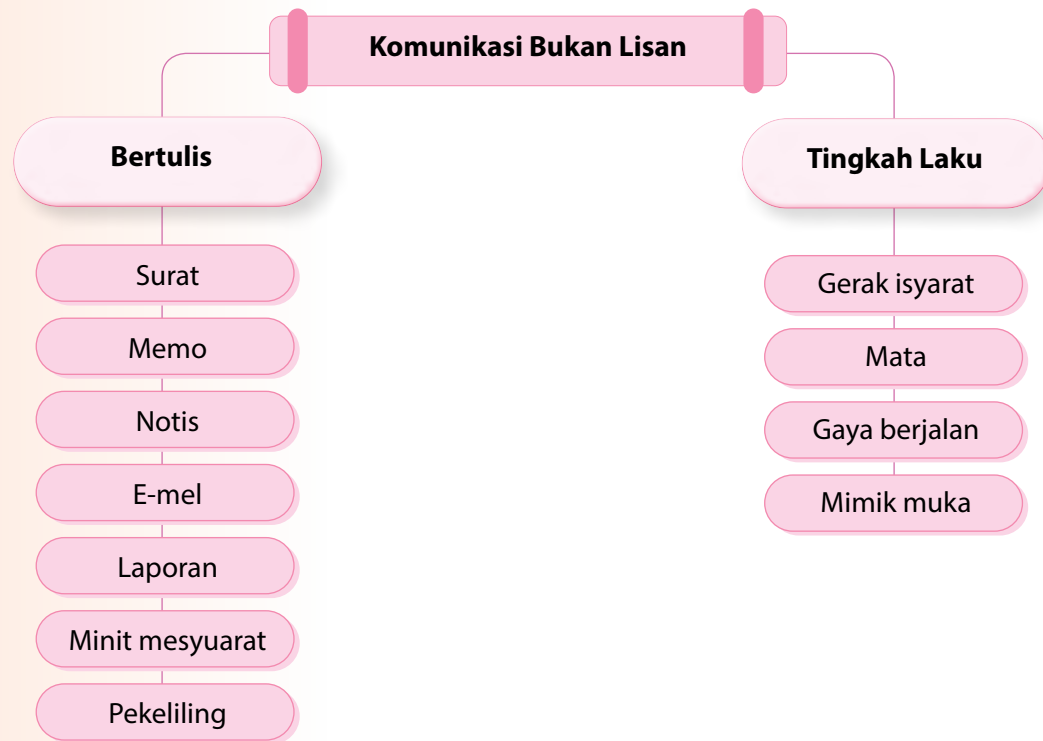 Komunikasi Bukan Lisan
Bertulis
Surat
Memo
Notis
E-mel
Laporan
Minit mesyuarat
Pekeliling
Tingkah Laku
Gerak isyarat
Mata
Gaya berjalan
Mimik muka